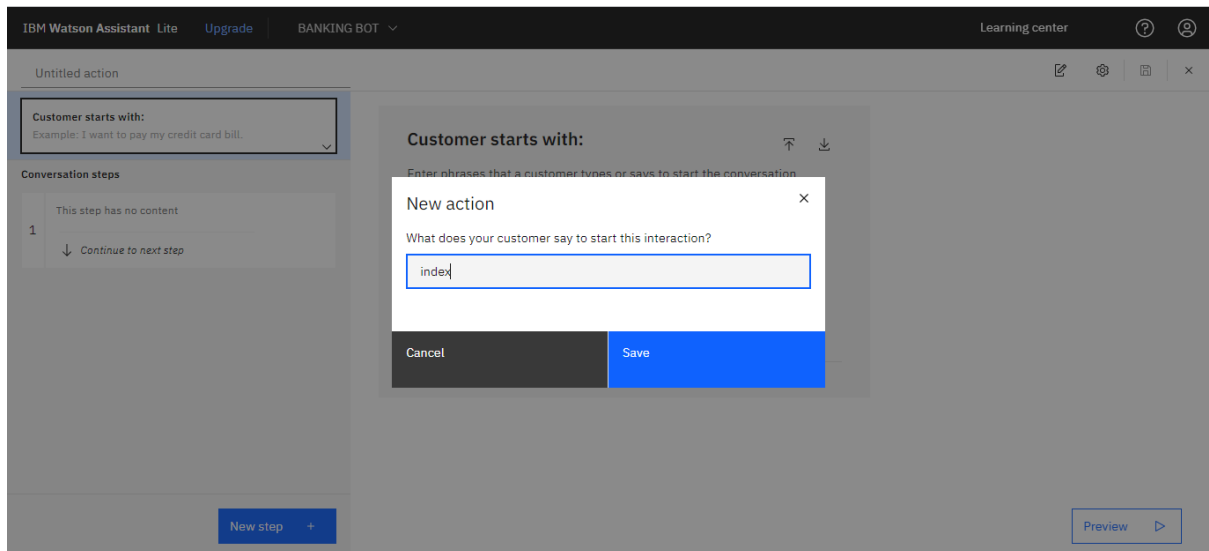 IBM Watson Assistant Lite Upgrade BANKING BOT Learning center
Untitled action
Customer starts with:
Example: I want to pay my credit card bill.
Conversation steps
1 This step has no content
Continue to next step
New step +
Customer starts with:
Enter phrases that a customer types or says to start the conversation
New action
What does your customer say to start this interaction?
index
Cancel Save
Preview